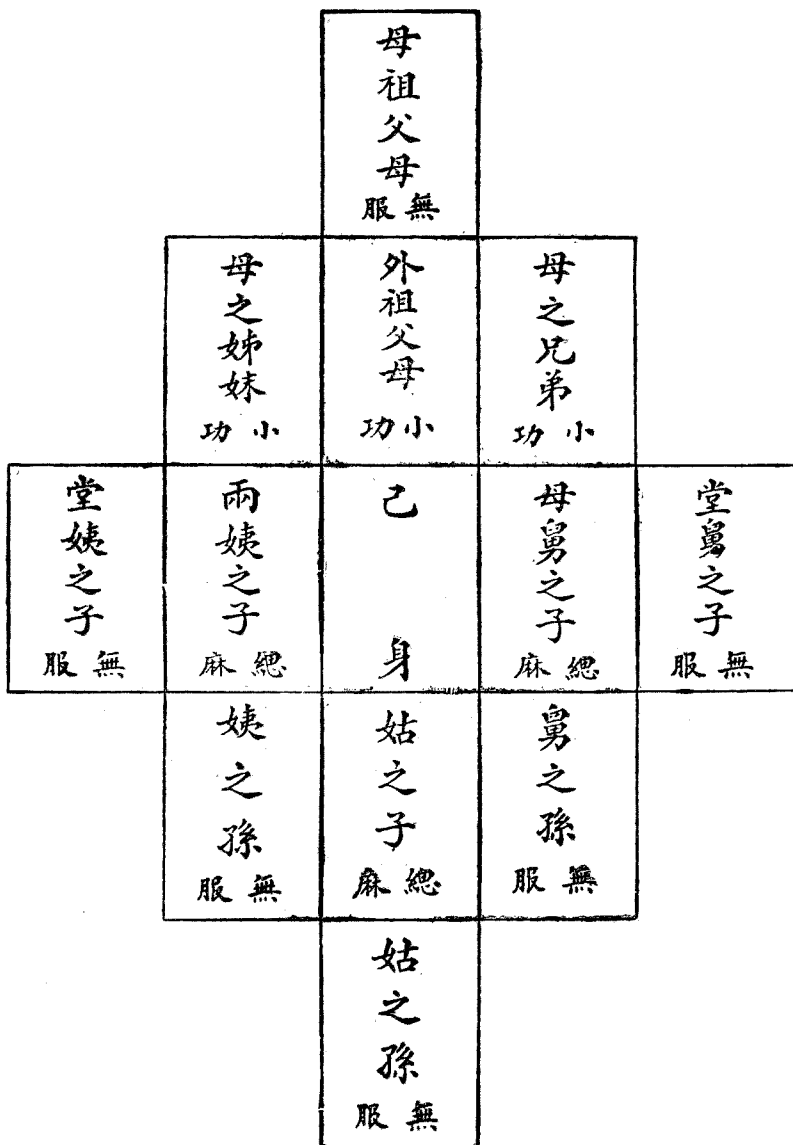 母祖父母
無服
母之兄弟
小功
外祖父母
小功
母之姊妹
小功
堂舅之子
無服
母舅之子
緦麻
己身
兩姨之子
緦麻
堂姨之子
無服
舅之孫
無服
姑之子
緦麻
姨之孫
無服
姑之孫
無服